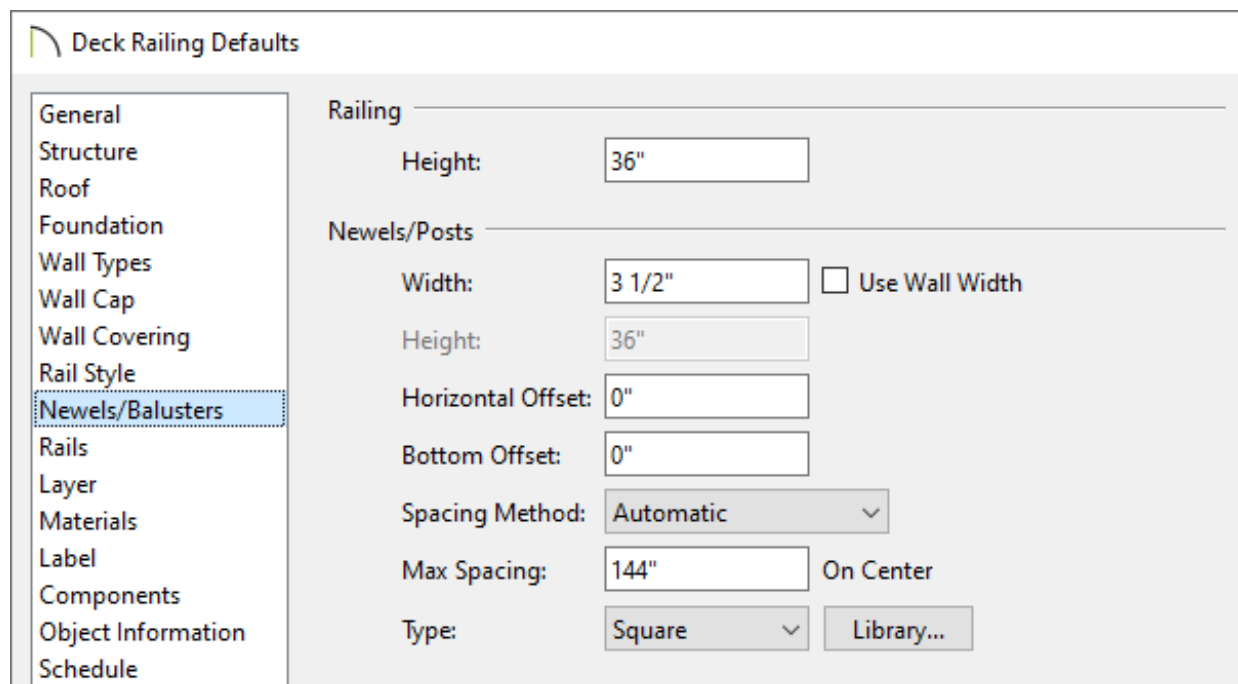 Deck Railing Defaults
General
Structure
Roof
Foundation
Wall Types
Wall Cap
Wall Covering
Rail Style
Newels/Balusters
Rails
Layer
Materials
Label
Components
Object Information
Schedule
Railing
Height: 36"
Newels/Posts
Width: 3 1/2" Use Wall Width
Height: 36"
Horizontal Offset: 0"
Bottom Offset: 0"
Spacing Method: Automatic
Max Spacing: 144" On Center
Type: Square Library...